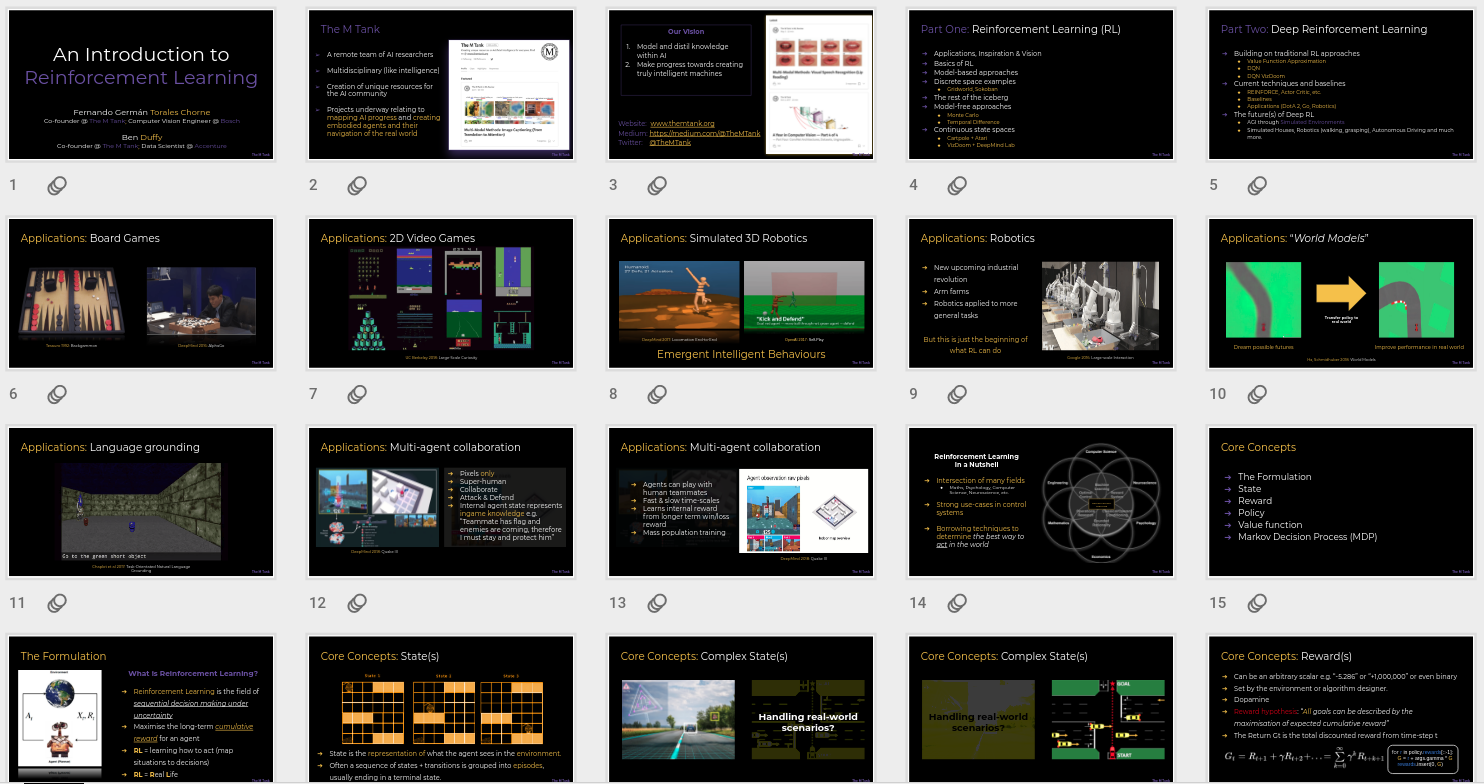 An Introduction to
Reinforcement Learning
Fernando Germán Torales Chorne
Co-founder @ The M Tank; Computer Vision Engineer @ Bosch
Ben Duffy
Co-founder @ The M Tank; Data Scientist @ Accenture
The M Tank
1
The M Tank
A remote team of AI researchers
Multidisciplinary (like intelligence)
Creation of unique resources for
the AI community
Projects underway relating to
mapping AI progress and creating
embodied agents and their
navigation of the real world
The M Tank
2
Our Vision
1. Model and distil knowledge
within AI
2. Make progress towards creating
truly intelligent machines
Website: www.themtank.org
Medium: https://medium.com/@TheMTank
Twitter: @TheMTank
3
Part One: Reinforcement Learning (RL)
Applications, Inspiration & Vision
Basics of RL
Model-based approaches
Discrete space examples
Gridworld, Sokoban
The rest of the iceberg
Model-free approaches
Monte Carlo
Temporal Difference
Continuous state spaces
Cartpole + Atari
VizDoom + DeepMind Lab
The M Tank
4
Part Two: Deep Reinforcement Learning
Building on traditional RL approaches
Value Function Approximation
DQN
DQN VizDoom
Current techniques and baselines
REINFORCE, Actor Critic, etc.
Baselines
Applications (DotA 2, Go, Robotics)
The future(s) of Deep RL
AGI through Simulated Environments
Simulated Houses, Robotics (walking, grasping), Autonomous Driving and much
more.
The M Tank
5
Applications: Board Games
Tesauro 1992: Backgammon
DeepMind 2016: AlphaGo
The M Tank
6
Applications: 2D Video Games
UC Berkeley 2018: Large-Scale Curiosity
The M Tank
7
Applications: Simulated 3D Robotics
"Kick and Defend"
DeepMind 2017: Locomotion
OpenAI 2017: Self-Play
Emergent Intelligent Behaviours
The M Tank
8
Applications: Robotics
New upcoming industrial
revolution
Arm farms
Robotics applied to more
general tasks
But this is just the beginning of
what RL can do
Google 2016: Large-scale Interaction
The M Tank
9
Applications: "World Models"
Transfer policy to
real world
Dream possible futures
Improve performance in real world
Ha, Schmidhuber 2018: World Models
The M Tank
10
Applications: Language grounding
Go to the green short object
Chaplot et al 2017: Task-Orientated Natural Language
Grounding
The M Tank
11
Applications: Multi-agent collaboration
Pixels only
Super-human
Collaborate
Attack & Defend
Internal agent state represents
ingame knowledge e.g.
"Teammate has flag and
enemies are coming, therefore
I must stay and protect him"
DeepMind 2018: Quake III
The M Tank
12
Applications: Multi-agent collaboration
Agents can play with
human teammates
Fast & slow time-scales
Learns internal reward
from longer term win/loss
reward
Mass population training
Agent observation raw pixels
DeepMind 2018: Quake III
The M Tank
13
Reinforcement Learning
in a Nutshell
Intersection of many fields
Maths, Psychology, Computer
Science, Neuroscience, etc.
Strong use-cases in control
systems
Borrowing techniques to
determine the best way to
act in the world
Computer Science
Engineering
Neuroscience
Mathematics
Psychology
Economics
The M Tank
14
Core Concepts
The Formulation
State
Reward
Policy
Value function
Markov Decision Process (MDP)
The M Tank
15
The Formulation
What is Reinforcement Learning?
Reinforcement Learning is the field of
sequential decision making under
uncertainty
Maximise the long-term cumulative
reward for an agent
RL = learning how to act (map
situations to decisions)
RL = Real Life
Core Concepts: State(s)
State 1
State 2
State 3
State is the representation of what the agent sees in the environment.
Often a sequence of states + transitions is grouped into episodes,
usually ending in a terminal state.
Core Concepts: Complex State(s)
Handling real-world
scenarios?
Core Concepts: Complex State(s)
Handling real-world
scenarios?
GOAL
START
Core Concepts: Reward(s)
Can be an arbitrary scalar e.g. "-5.286" or "+1,000,000" or even binary
Set by the environment or algorithm designer.
Dopamine
Reward hypothesis: "All goals can be described by the
maximisation of expected cumulative reward"
The Return Gt is the total discounted reward from time-step t